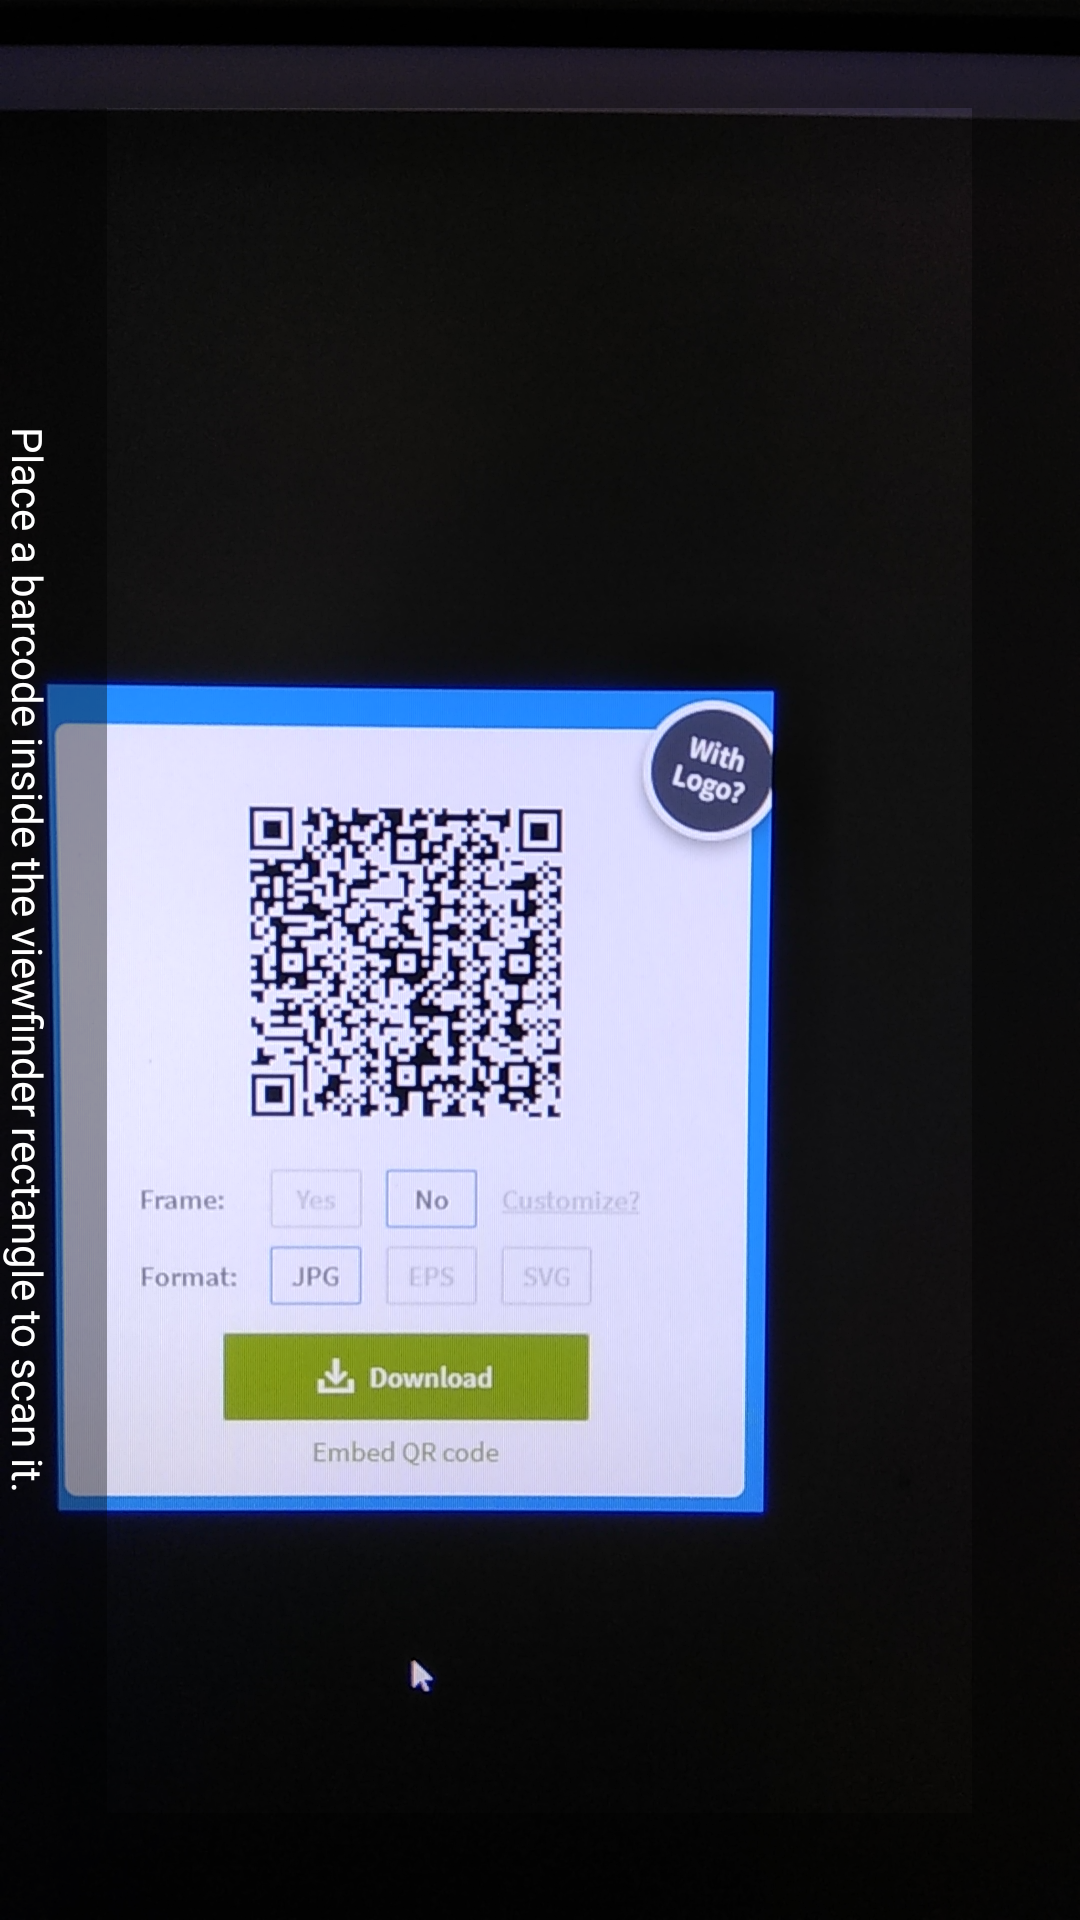 Place a barcode inside the viewfinder rectangle to scan it.
With
Logo?
Frame:
Yes
No
Customize?
Format:
JPG
EPS
SVG
Download
Embed QR code